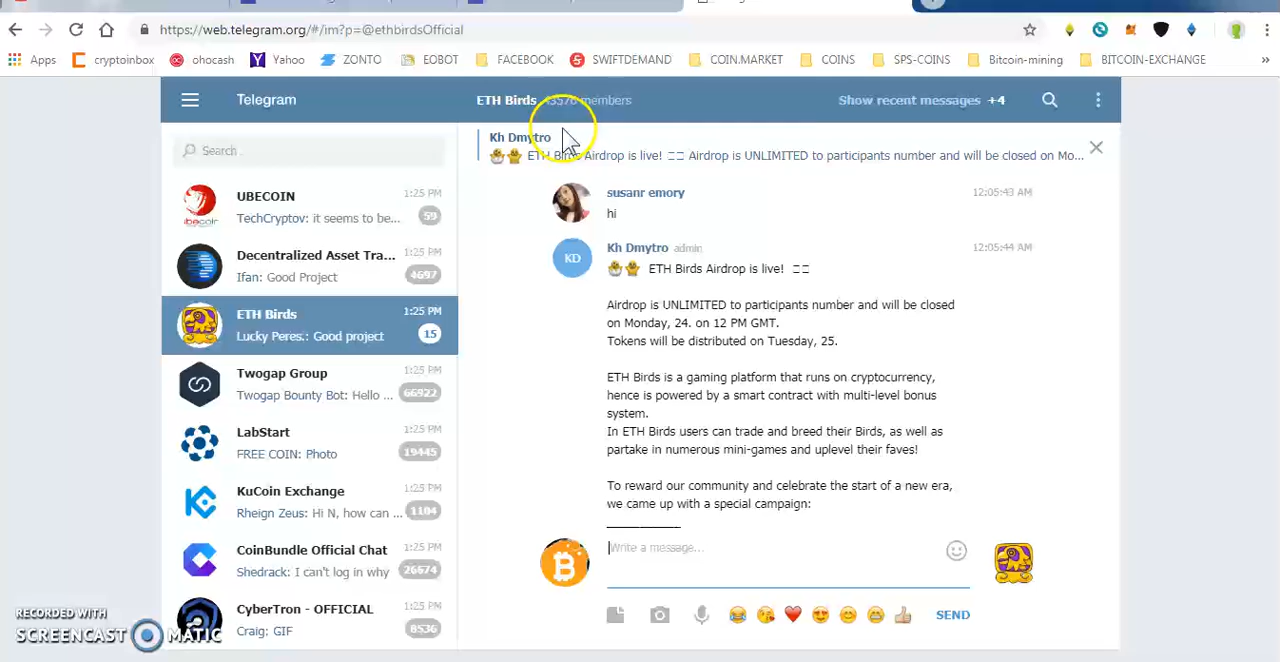 https://web.telegram.org/#/im?p=@ethbirdsOfficial
Apps cryptoinbox ohocash Yahoo ZONTO EOBOT FACEBOOK SWIFTDEMAND COIN.MARKET COINS SPS-COINS Bitcoin-mining BITCOIN-EXCHANGE »
Telegram
ETH Birds members
Show recent messages +4
Search
UBECOIN 1:25 PM
TechCryptov: it seems to be... 59
Decentralized Asset Tra... 1:25 PM
Ifan: Good Project 4697
ETH Birds 1:25 PM
Lucky Peres.: Good project 15
Twogap Group 1:25 PM
Twogap Bounty Bot: Hello ... 66922
LabStart 1:25 PM
FREE COIN: Photo 19445
KuCoin Exchange 1:25 PM
Rheign Zeus: Hi N, how can ... 1104
CoinBundle Official Chat 1:25 PM
Shedrack: I can't log in why 26674
CyberTron - OFFICIAL 1:25 PM
Craig: GIF 8536
Kh Dmytro
ETH Birds Airdrop is live! Airdrop is UNLIMITED to participants number and will be closed on Mo...
susanr emory 12:05:43 AM
hi
KD
Kh Dmytro admin 12:05:44 AM
ETH Birds Airdrop is live!
Airdrop is UNLIMITED to participants number and will be closed
on Monday, 24. on 12 PM GMT.
Tokens will be distributed on Tuesday, 25.
ETH Birds is a gaming platform that runs on cryptocurrency,
hence is powered by a smart contract with multi-level bonus
system.
In ETH Birds users can trade and breed their Birds, as well as
partake in numerous mini-games and uplevel their faves!
To reward our community and celebrate the start of a new era,
we came up with a special campaign:
Write a message...
SEND
RECORDED WITH
SCREENCAST MATIC